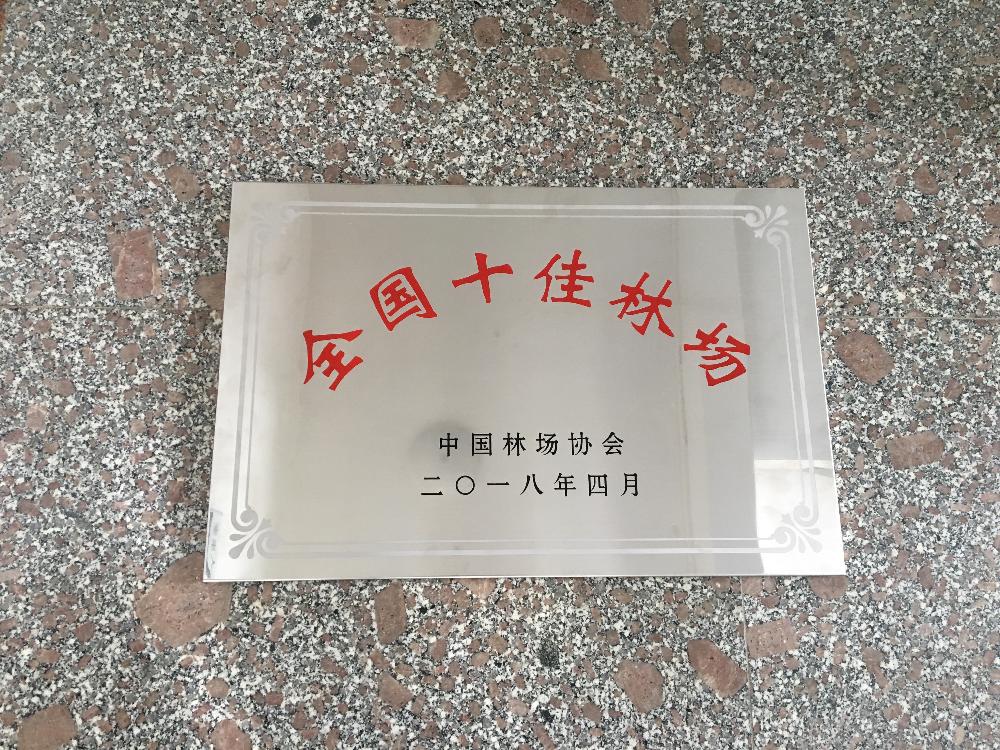 全国十佳林场
中国林场协会
二〇一八年四月